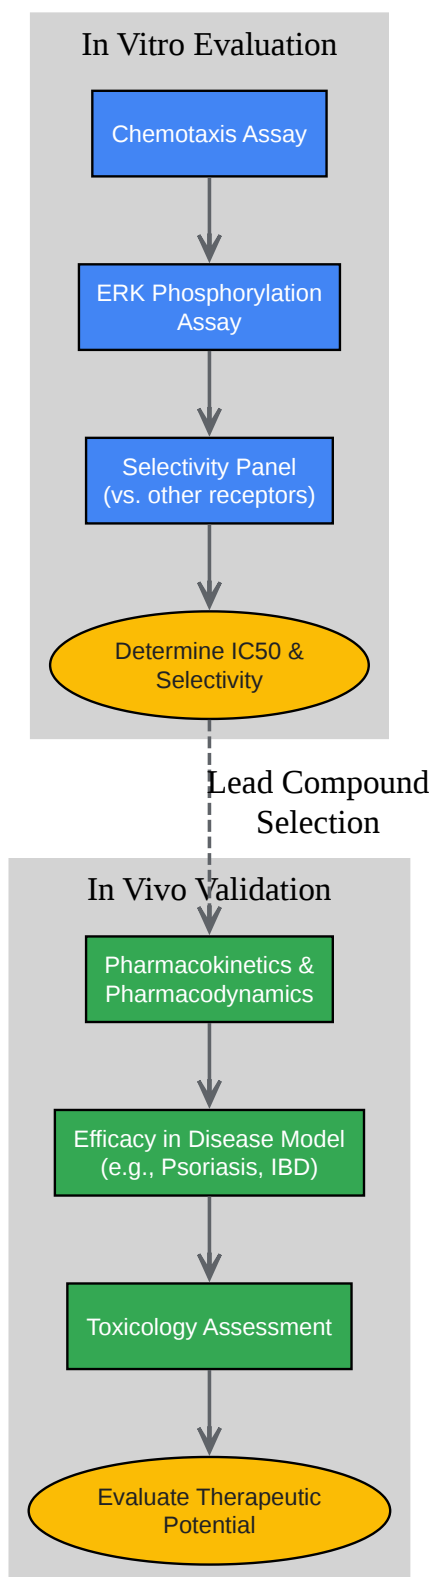 In Vitro Evaluation
Chemotaxis Assay
ERK Phosphorylation
Assay
Selectivity Panel
(vs. other receptors)
Determine IC50 &
Selectivity
Lead Compound
Selection
In Vivo Validation
Pharmacokinetics &
Pharmacodynamics
Efficacy in Disease Model
(e.g., Psoriasis, IBD)
Toxicology Assessment
Evaluate Therapeutic
Potential